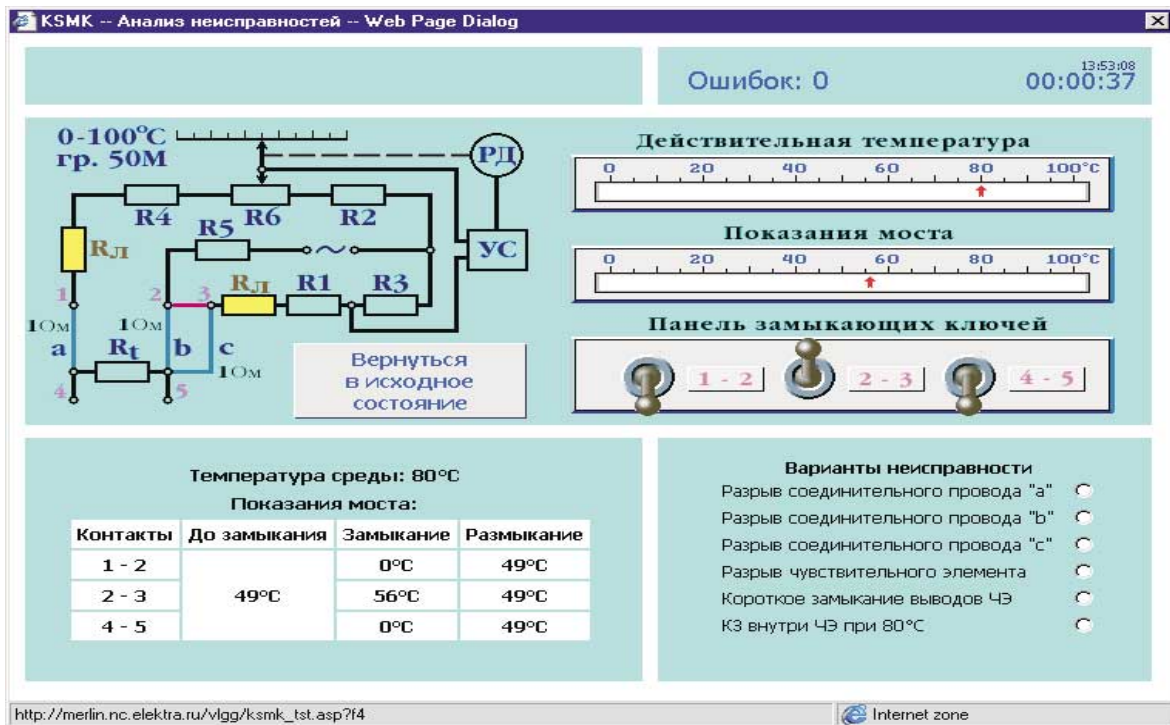 KSMK -- Анализ неисправностей -- Web Page Dialog
Ошибок: 0
13:53:08
00:00:37
0-100°C
гр. 50М
РД
R4 R6 R2
R5
~
УС
Rл
Rл R1 R3
1 2 3
1Ом 1Ом
a Rt b c
1Ом
4 5
Вернуться
в исходное
состояние
Действительная температура
0 20 40 60 80 100°C
Показания моста
0 20 40 60 80 100°C
Панель замыкающих ключей
1 - 2 2 - 3 4 - 5
Температура среды: 80°C
Показания моста:
Контакты До замыкания Замыкание Размыкание
1 - 2 0°C 49°C
2 - 3 49°C 56°C 49°C
4 - 5 0°C 49°C
Варианты неисправности
Разрыв соединительного провода "a"
Разрыв соединительного провода "b"
Разрыв соединительного провода "c"
Разрыв чувствительного элемента
Короткое замыкание выводов ЧЭ
КЗ внутри ЧЭ при 80°C
http://merlin.nc.elektra.ru/vlgg/ksmk_tst.asp?f4
Internet zone